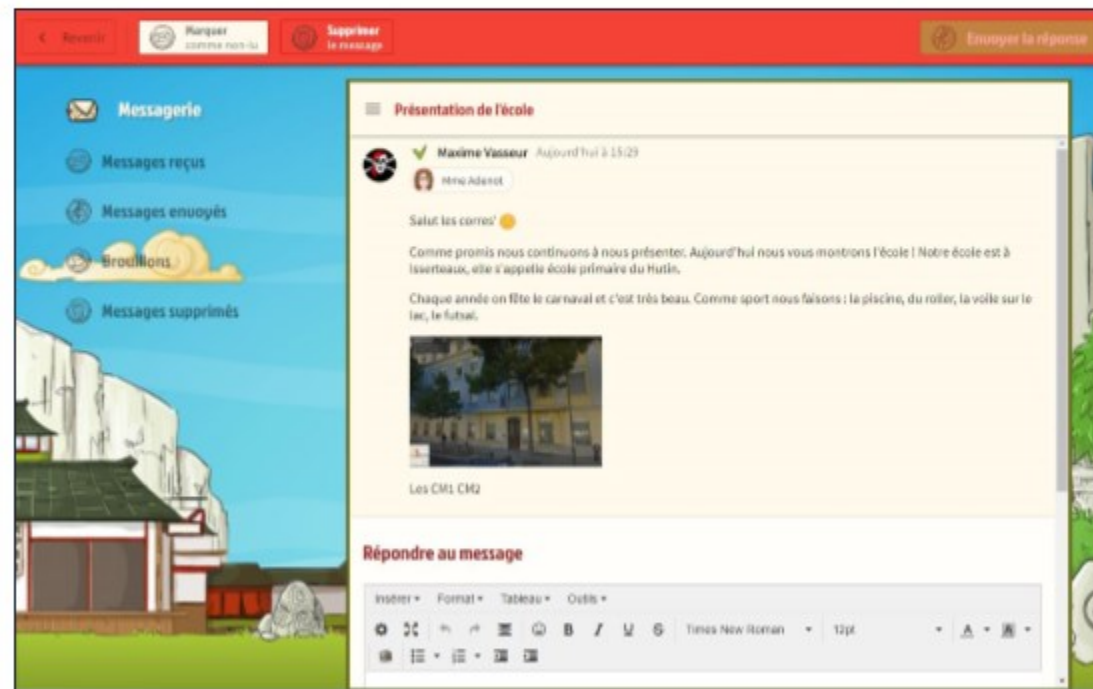 Revenir
Marquer
comme non-lu
Supprimer
le message
Envoyer la réponse
Messagerie
Messages reçus
Messages envoyés
Brouillons
Messages supprimés
Présentation de l'école
Maxime Vasseur Aujourd'hui à 15:29
Mme Adenot
Salut les corres'
Comme promis nous continuons à nous présenter. Aujourd'hui nous vous montrons l'école ! Notre école est à
Isserteaux, elle s'appelle école primaire du Hutin.
Chaque année on fête le carnaval et c'est très beau. Comme sport nous faisons : la piscine, du roller, la voile sur le
lac, le futsal.
Les CM1 CM2
Répondre au message
Insérer Format Tableau Outils
B I U S Times New Roman 12pt A A